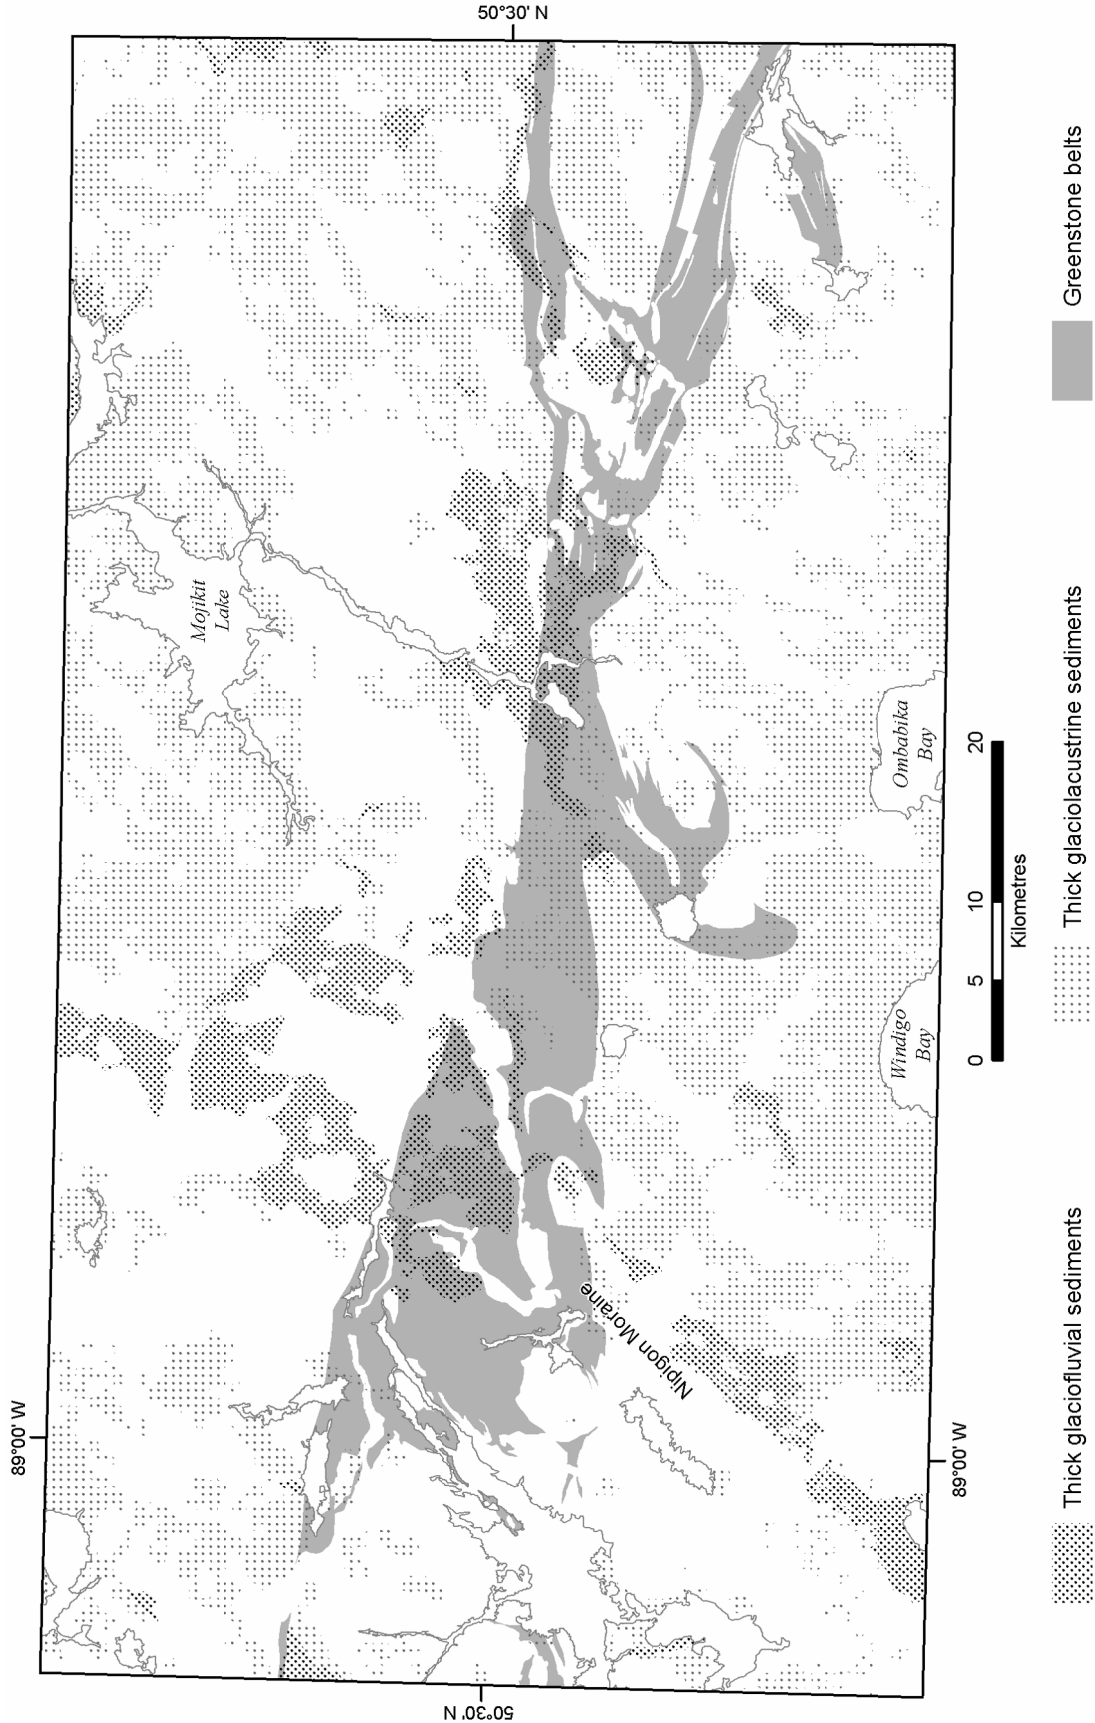 89°00' W
50°30' N
50°30' N
89°00' W
Mojikit
Lake
Nipigon Moraine
Windigo
Bay
Ombabika
Bay
0 5 10 20
Kilometres
Thick glaciofluvial sediments
Thick glaciolacustrine sediments
Greenstone belts